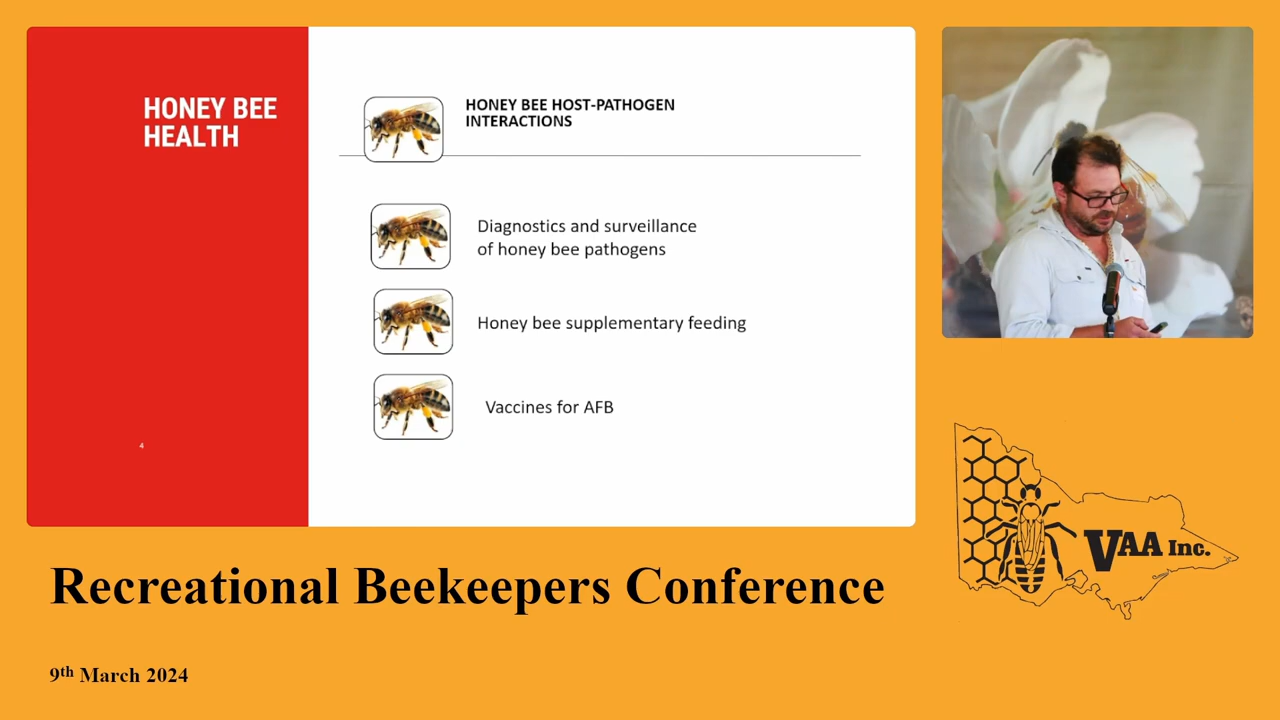 HONEY BEE
HEALTH
4
HONEY BEE HOST-PATHOGEN
INTERACTIONS
Diagnostics and surveillance
of honey bee pathogens
Honey bee supplementary feeding
Vaccines for AFB
VAA Inc.
Recreational Beekeepers Conference
9th March 2024